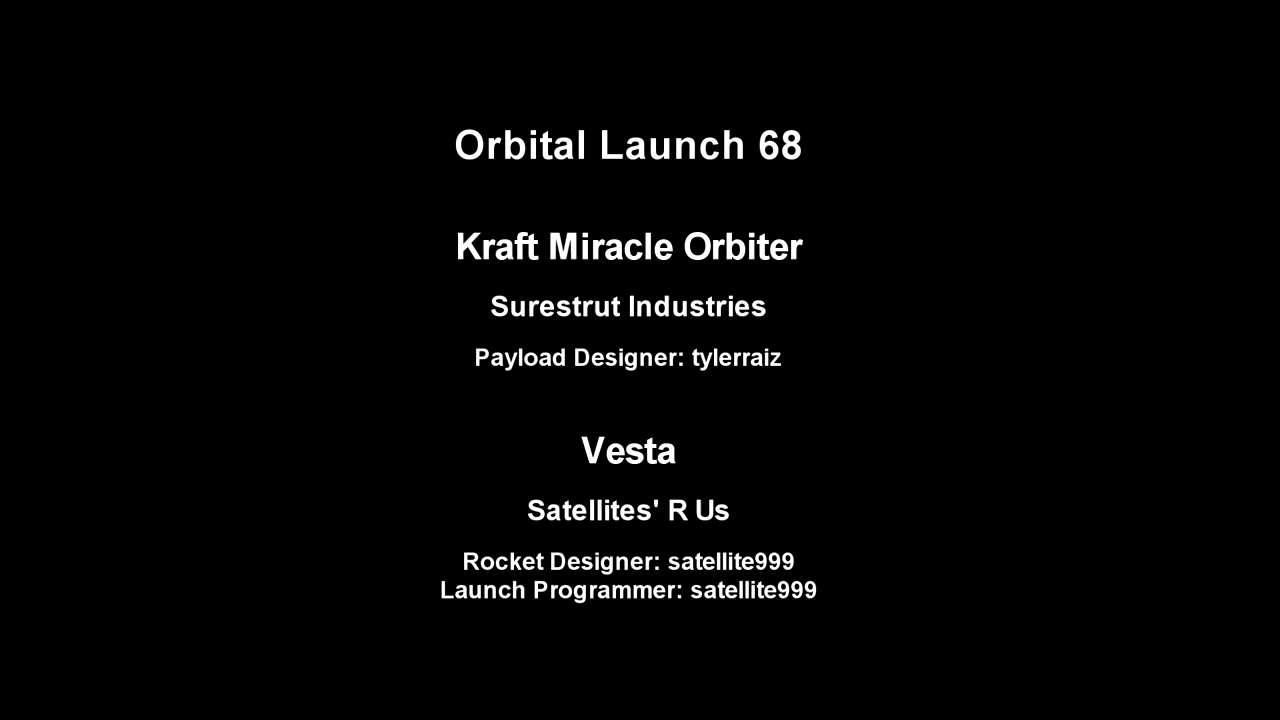 Orbital Launch 68
Kraft Miracle Orbiter
Surestrut Industries
Payload Designer: tylerraiz
Vesta
Satellites' R Us
Rocket Designer: satellite999
Launch Programmer: satellite999